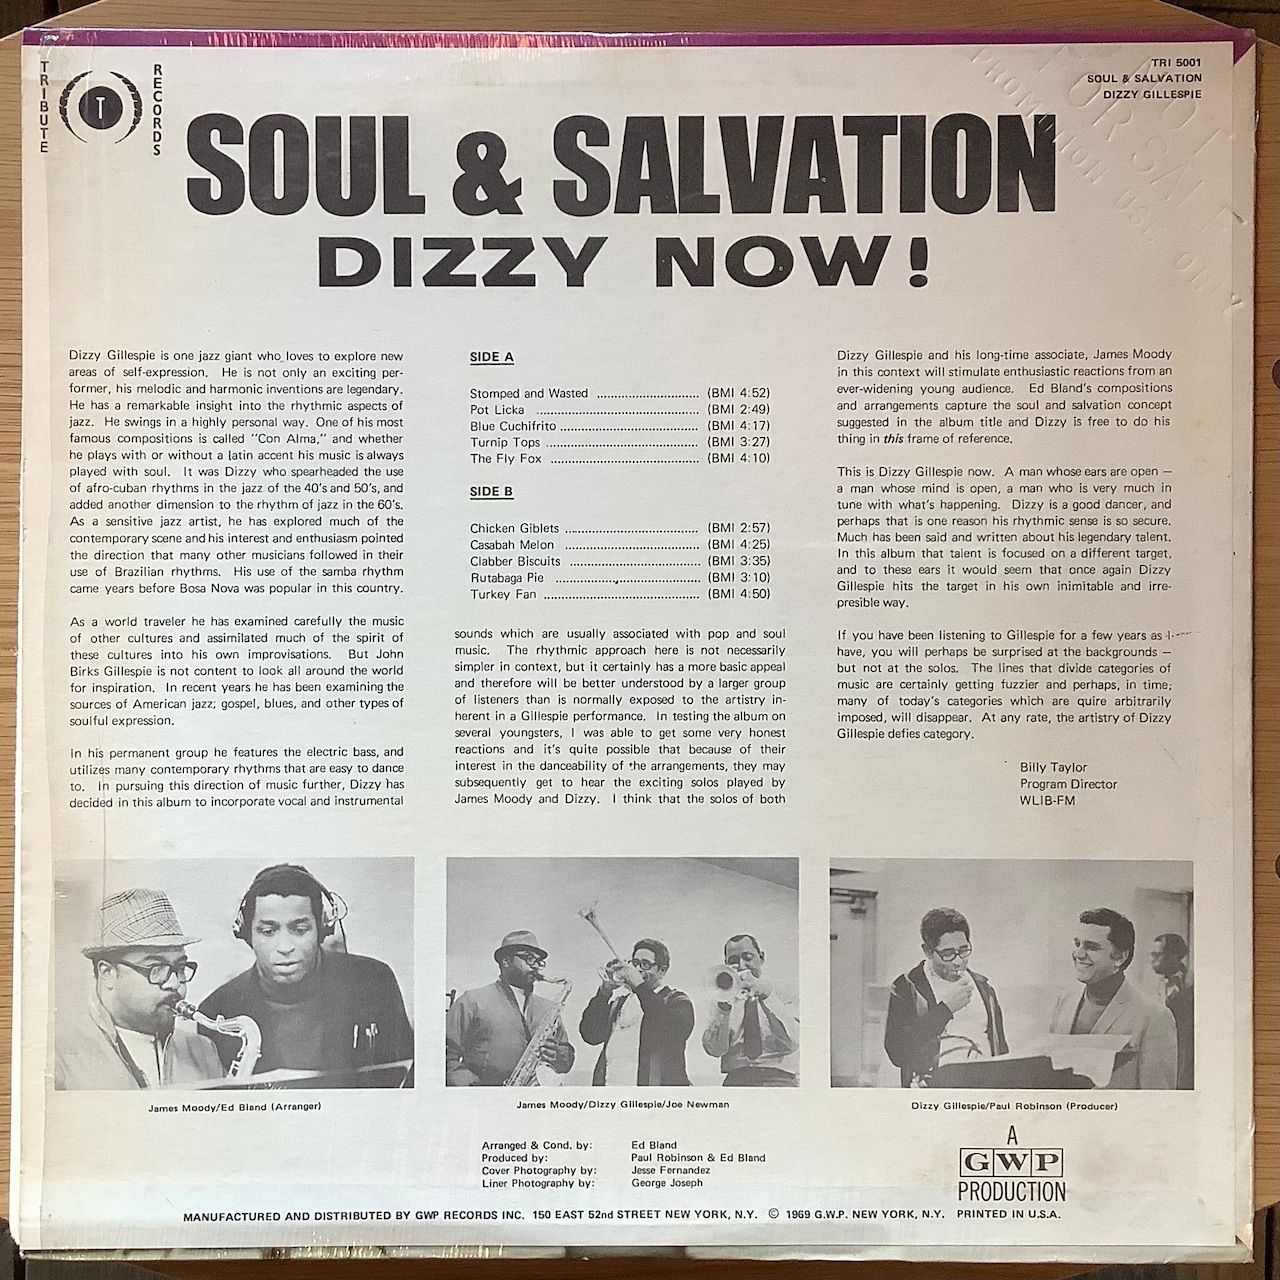 TRIBUTE
T
RECORDS
TRI 5001
SOUL & SALVATION
DIZZY GILLESPIE
NOT
FOR SALE
PROMOTION USE ONLY
SOUL & SALVATION
DIZZY NOW!
Dizzy Gillespie is one jazz giant who loves to explore new
areas of self-expression. He is not only an exciting per-
former, his melodic and harmonic inventions are legendary.
He has a remarkable insight into the rhythmic aspects of
jazz. He swings in a highly personal way. One of his most
famous compositions is called "Con Alma," and whether
he plays with or without a latin accent his music is always
played with soul. It was Dizzy who spearheaded the use
of afro-cuban rhythms in the jazz of the 40's and 50's, and
added another dimension to the rhythm of jazz in the 60's.
As a sensitive jazz artist, he has explored much of the
contemporary scene and his interest and enthusiasm pointed
the direction that many other musicians followed in their
use of Brazilian rhythms. His use of the samba rhythm
came years before Bosa Nova was popular in this country.
As a world traveler he has examined carefully the music
of other cultures and assimilated much of the spirit of
these cultures into his own improvisations. But John
Birks Gillespie is not content to look all around the world
for inspiration. In recent years he has been examining the
sources of American jazz; gospel, blues, and other types of
soulful expression.
In his permanent group he features the electric bass, and
utilizes many contemporary rhythms that are easy to dance
to. In pursuing this direction of music further, Dizzy has
decided in this album to incorporate vocal and instrumental
SIDE A
Stomped and Wasted ............................ (BMI 4:52)
Pot Licka ............................................ (BMI 2:49)
Blue Cuchifrito ...................................... (BMI 4:17)
Turnip Tops .......................................... (BMI 3:27)
The Fly Fox ......................................... (BMI 4:10)
SIDE B
Chicken Giblets ..................................... (BMI 2:57)
Casabah Melon ..................................... (BMI 4:25)
Clabber Biscuits .................................... (BMI 3:35)
Rutabaga Pie ........................................ (BMI 3:10)
Turkey Fan ........................................... (BMI 4:50)
sounds which are usually associated with pop and soul
music. The rhythmic approach here is not necessarily
simpler in context, but it certainly has a more basic appeal
and therefore will be better understood by a larger group
of listeners than is normally exposed to the artistry in-
herent in a Gillespie performance. In testing the album on
several youngsters, I was able to get some very honest
reactions and it's quite possible that because of their
interest in the danceability of the arrangements, they may
subsequently get to hear the exciting solos played by
James Moody and Dizzy. I think that the solos of both
Dizzy Gillespie and his long-time associate, James Moody
in this context will stimulate enthusiastic reactions from an
ever-widening young audience. Ed Bland's compositions
and arrangements capture the soul and salvation concept
suggested in the album title and Dizzy is free to do his
thing in this frame of reference.
This is Dizzy Gillespie now. A man whose ears are open –
a man whose mind is open, a man who is very much in
tune with what's happening. Dizzy is a good dancer, and
perhaps that is one reason his rhythmic sense is so secure.
Much has been said and written about his legendary talent.
In this album that talent is focused on a different target,
and to these ears it would seem that once again Dizzy
Gillespie hits the target in his own inimitable and irre-
presible way.
If you have been listening to Gillespie for a few years as I
have, you will perhaps be surprised at the backgrounds –
but not at the solos. The lines that divide categories of
music are certainly getting fuzzier and perhaps, in time;
many of today's categories which are quire arbitrarily
imposed, will disappear. At any rate, the artistry of Dizzy
Gillespie defies category.
Billy Taylor
Program Director
WLIB-FM
James Moody/Ed Bland (Arranger)
James Moody/Dizzy Gillespie/Joe Newman
Dizzy Gillespie/Paul Robinson (Producer)
Arranged & Cond. by: Ed Bland
Produced by: Paul Robinson & Ed Bland
Cover Photography by: Jesse Fernandez
Liner Photography by: George Joseph
A
GWP
PRODUCTION
MANUFACTURED AND DISTRIBUTED BY GWP RECORDS INC. 150 EAST 52nd STREET NEW YORK, N.Y. © 1969 G.W.P. NEW YORK, N.Y. PRINTED IN U.S.A.